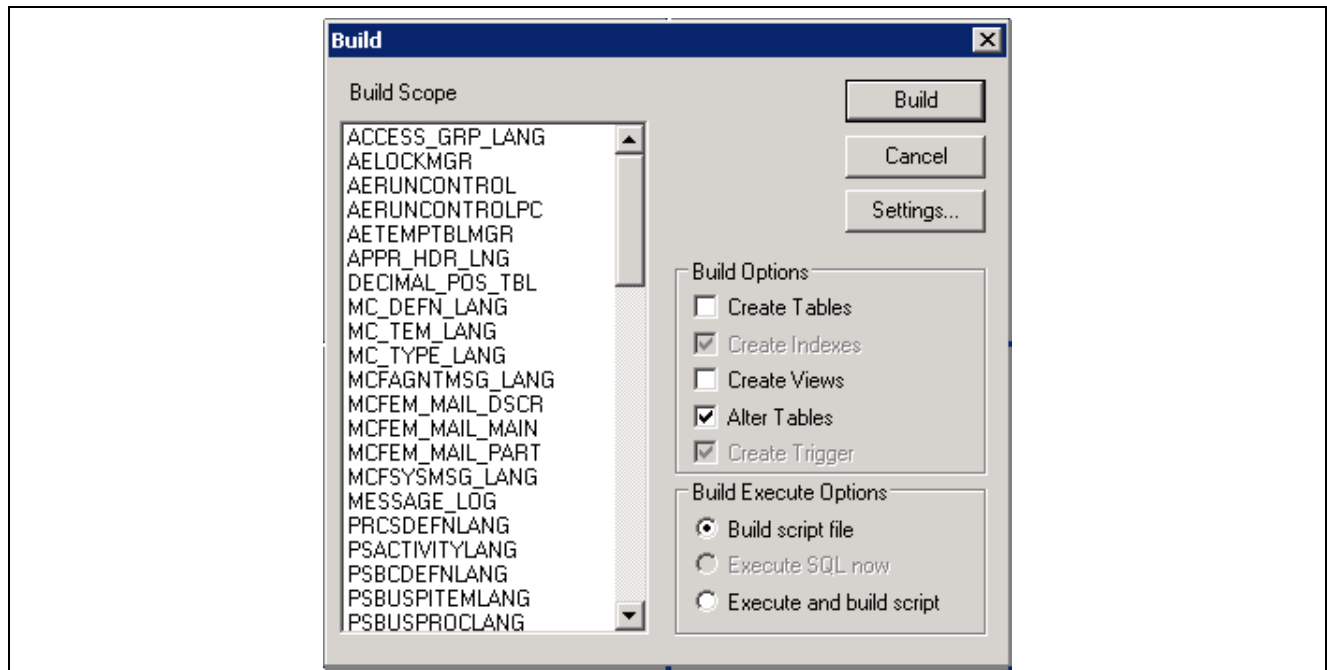 Build
Build Scope
ACCESS_GRP_LANG
AELOCKMGR
AERUNCONTROL
AERUNCONTROLPC
AETEMPTBLMGR
APPR_HDR_LNG
DECIMAL_POS_TBL
MC_DEFN_LANG
MC_TEM_LANG
MC_TYPE_LANG
MCFAGNTMSG_LANG
MCFEM_MAIL_DSCR
MCFEM_MAIL_MAIN
MCFEM_MAIL_PART
MCFSYSMSG_LANG
MESSAGE_LOG
PRCSDEFNLANG
PSACTIVITYLANG
PSBCDEFNLANG
PSBUSPITEMLANG
PSBUSPROCLANG
Build
Cancel
Settings...
Build Options
Create Tables
Create Indexes
Create Views
Alter Tables
Create Trigger
Build Execute Options
Build script file
Execute SQL now
Execute and build script